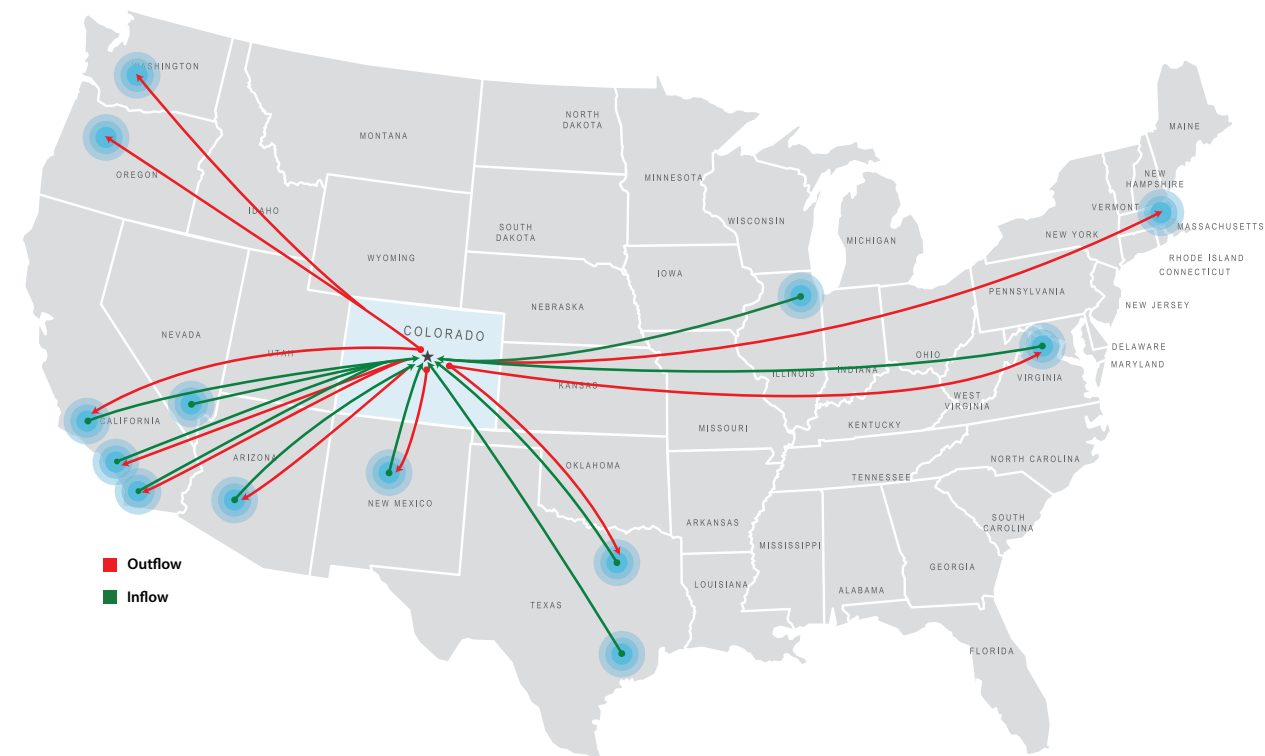 WASHINGTON
OREGON
IDAHO
MONTANA
NORTH
DAKOTA
MINNESOTA
WISCONSIN
MICHIGAN
MAINE
NEW
HAMPSHIRE
VERMONT
MASSACHUSETTS
NEW YORK
RHODE ISLAND
CONNECTICUT
SOUTH
DAKOTA
WYOMING
IOWA
NEBRASKA
PENNSYLVANIA
NEW JERSEY
NEVADA
UTAH
COLORADO
KANSAS
ILLINOIS
INDIANA
OHIO
DELAWARE
MARYLAND
VIRGINIA
WEST
VIRGINIA
CALIFORNIA
ARIZONA
NEW MEXICO
OKLAHOMA
MISSOURI
KENTUCKY
TENNESSEE
NORTH CAROLINA
SOUTH
CAROLINA
ARKANSAS
MISSISSIPPI
LOUISIANA
ALABAMA
GEORGIA
TEXAS
FLORIDA
Outflow
Inflow